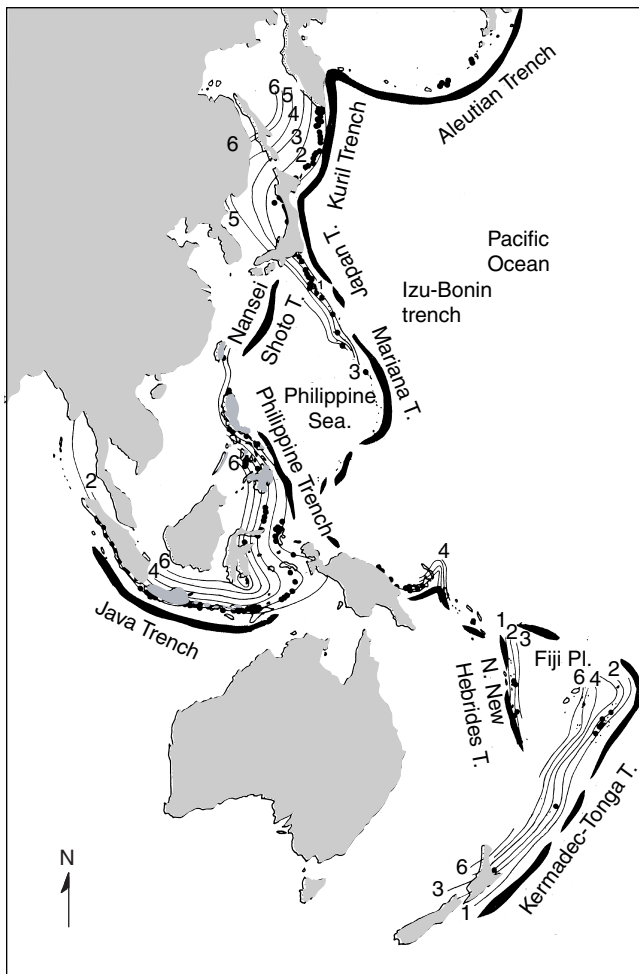 Aleutian Trench
6
5
4
3
2
6
Kuril Trench
5
Japan T.
Pacific
Ocean
1
Izu-Bonin
trench
Nansei
Shoto T.
Mariana T.
3
Philippine
Sea.
Philippine Trench
6
2
4
6
4
Java Trench
1
2
3
Fiji Pl.
N. New
Hebrides T.
6
4
2
Kermadec-Tonga T.
N
6
3
1